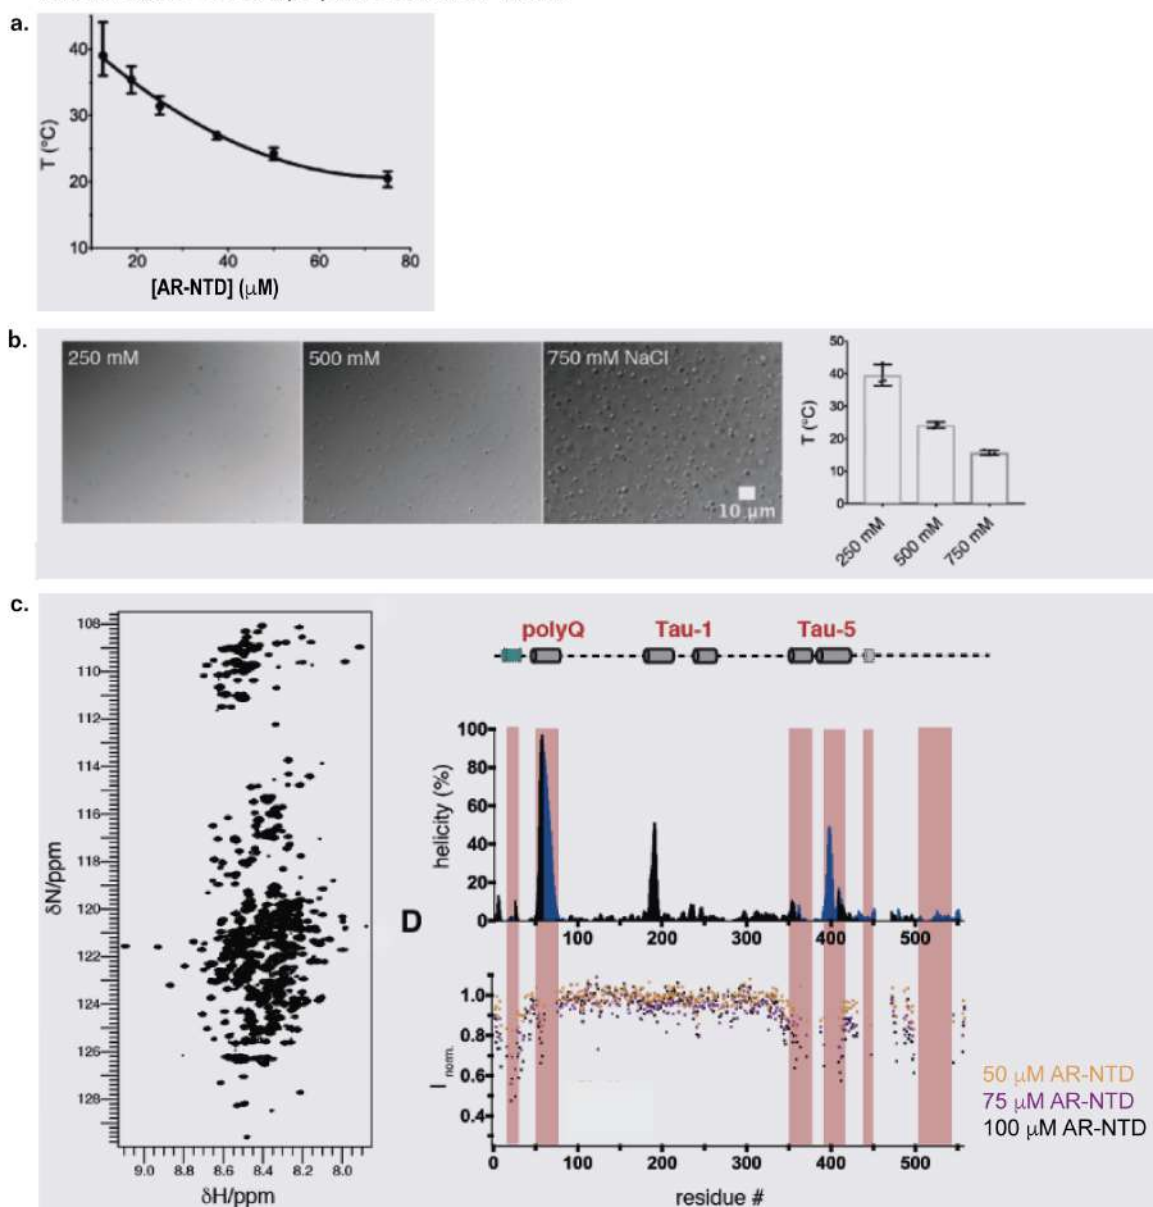 a.
40
30
20
10
T (°C)
20 40 60 80
[AR-NTD] (μM)
b.
250 mM
500 mM
750 mM NaCl
10 μm
50
40
30
20
10
0
T (°C)
250 mM
500 mM
750 mM
c.
108
110
112
114
116
118
120
122
124
126
128
δN/ppm
9.0 8.8 8.6 8.4 8.2 8.0
δH/ppm
polyQ Tau-1 Tau-5
100
80
60
40
20
0
helicity (%)
D
100 200 300 400 500
1.0
0.8
0.6
0.4
I norm.
0 100 200 300 400 500
residue #
50 μM AR-NTD
75 μM AR-NTD
100 μM AR-NTD